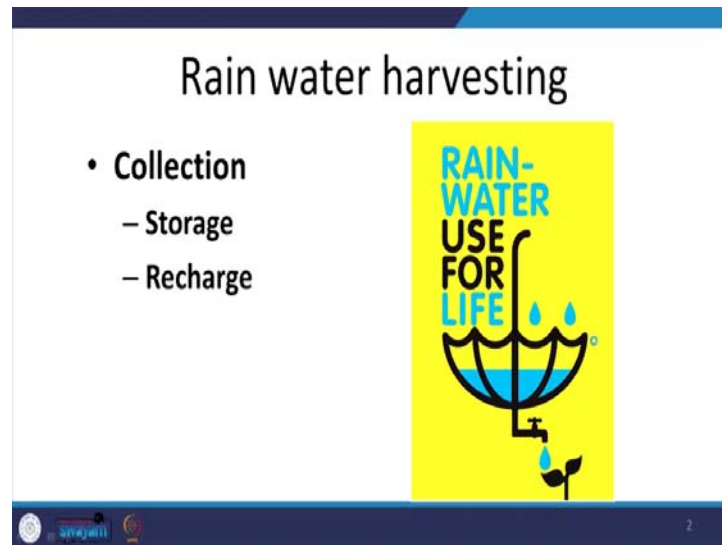 Rain water harvesting
• Collection
– Storage
– Recharge
RAIN-
WATER
USE
FOR
LIFE
swayam
2